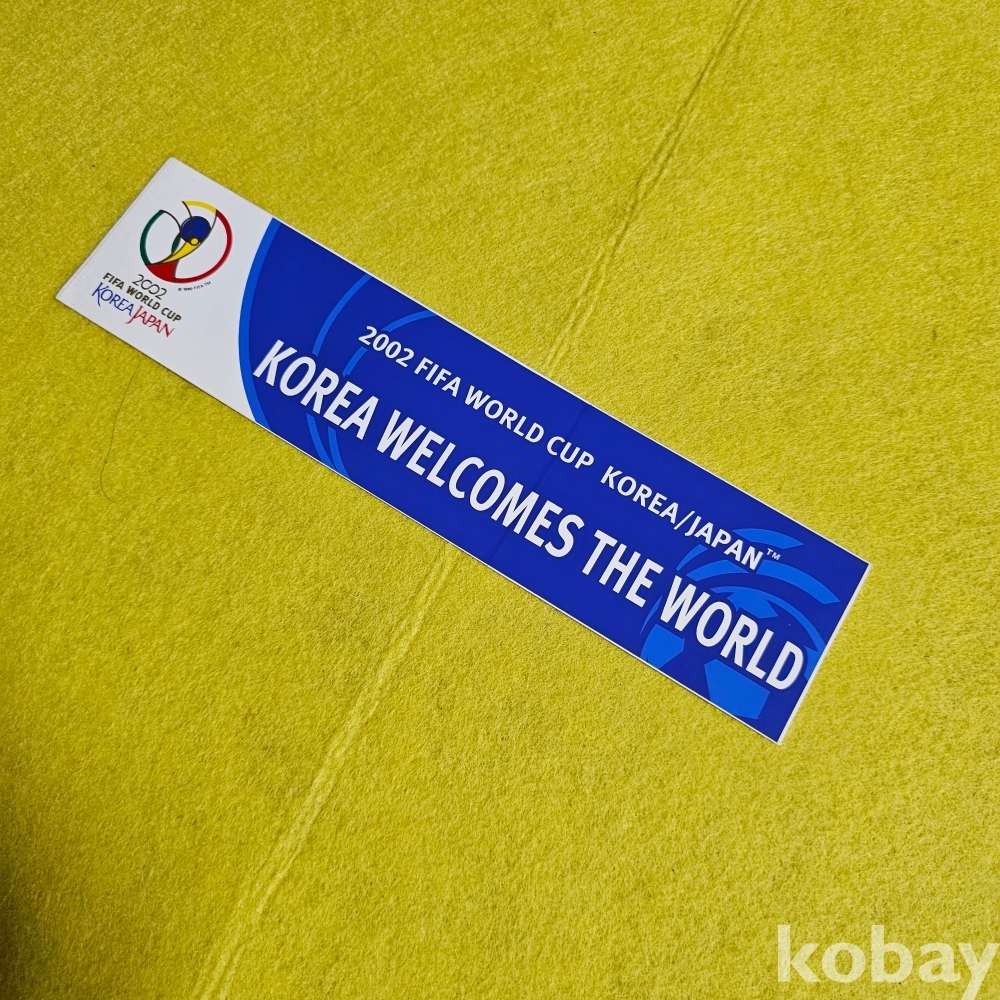 2002
FIFA WORLD CUP
KOREA JAPAN
2002 FIFA WORLD CUP KOREA/JAPAN™
KOREA WELCOMES THE WORLD
kobay